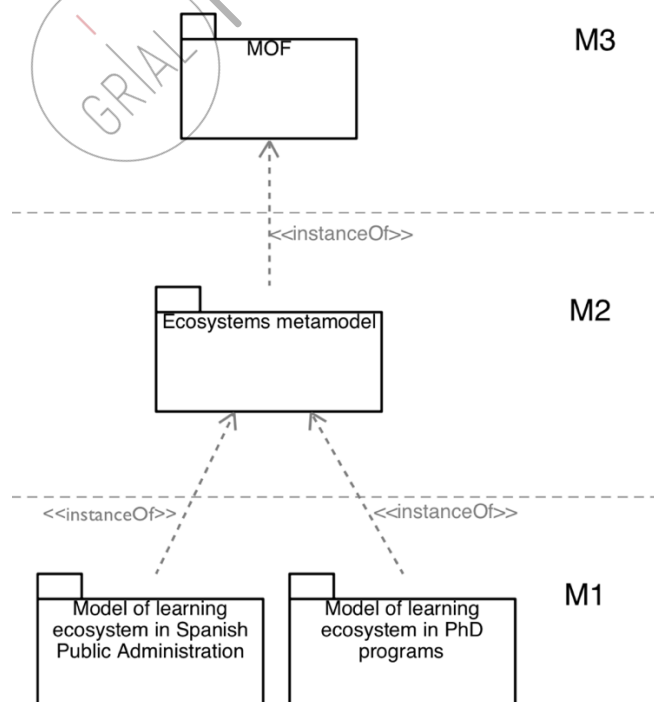 GRIAL
MOF
M3
<<instanceOf>>
Ecosystems metamodel
M2
<<instanceOf>>
<<instanceOf>>
Model of learning
ecosystem in Spanish
Public Administration
Model of learning
ecosystem in PhD
programs
M1